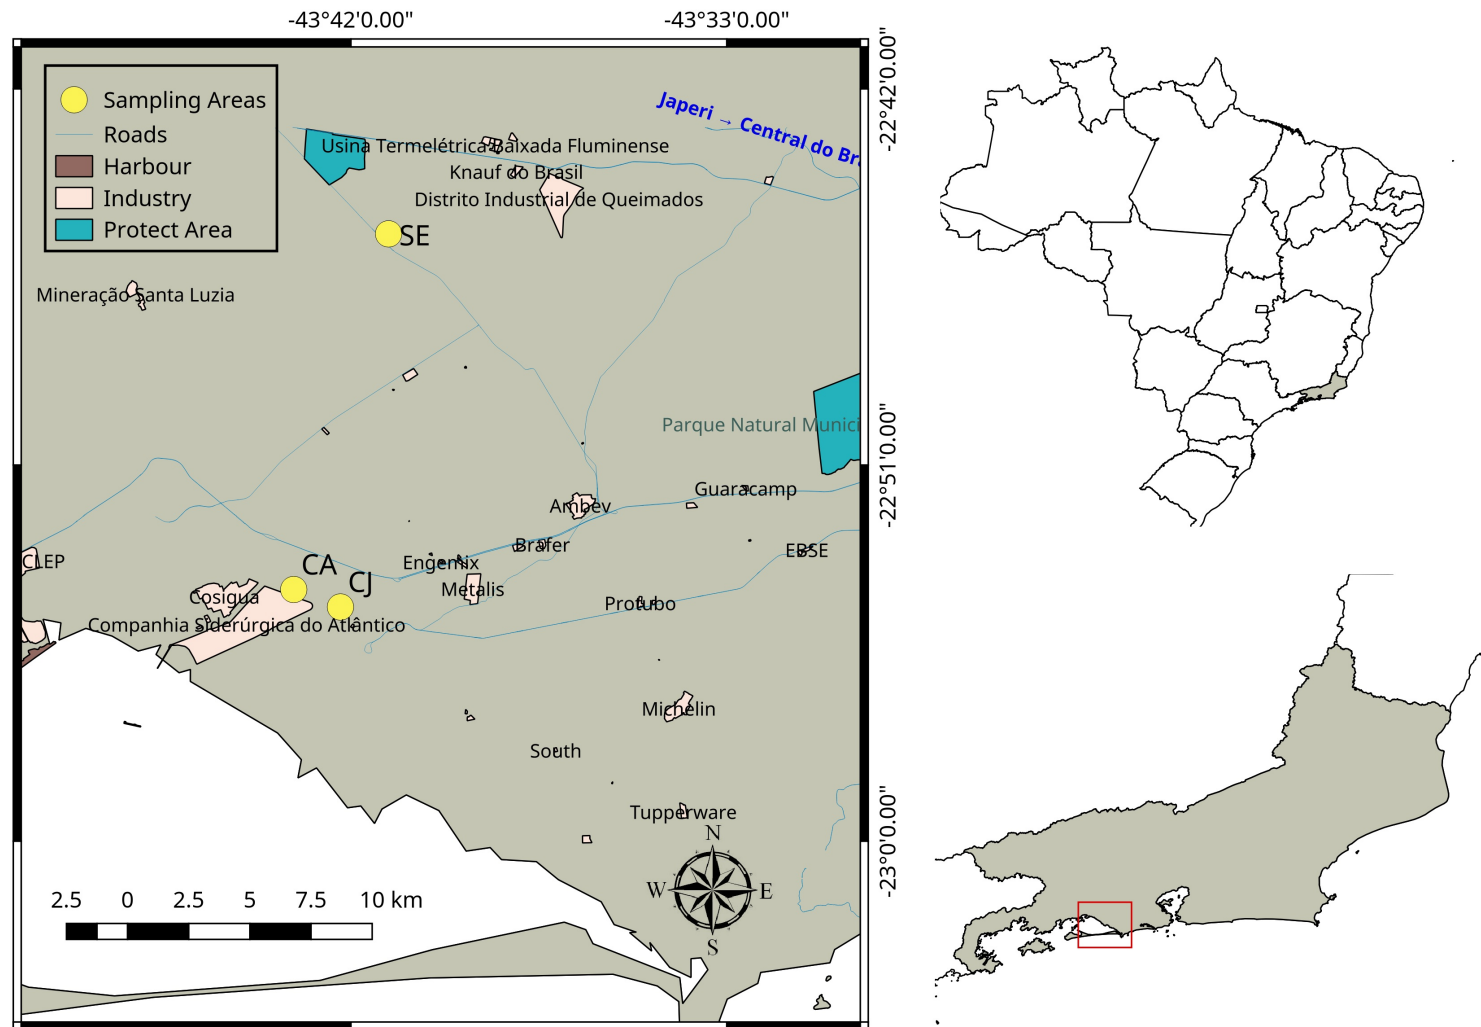 -43°42'0.00"
-43°33'0.00"
-22°42'0.00"
Sampling Areas
Roads
Harbour
Industry
Protect Area
Japeri → Central do Br
Usina Termelétrica Baixada Fluminense
Knauf do Brasil
Distrito Industrial de Queimados
SE
Mineração Santa Luzia
Parque Natural Munici
-22°51'0.00"
Guaracamp
Ambev
Brafer
EBSE
CLEP
CA
Engemix
CJ
Metalis
Cosigua
Profubo
Companhia Siderúrgica do Atlântico
Michelin
South
Tupperware
-23°0'0.00"
N
W
E
S
2.5 0 2.5 5 7.5 10 km